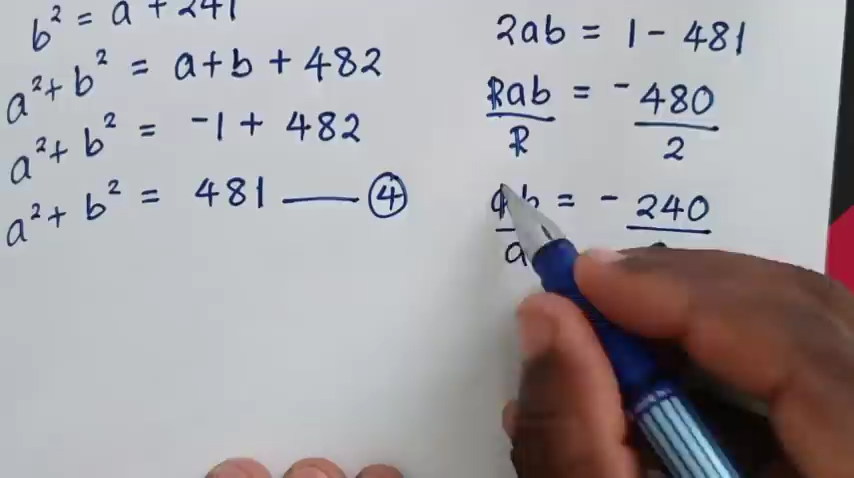 b² = a + 241
a² + b² = a + b + 482
a² + b² = -1 + 482
a² + b² = 481 —— ④
2ab = 1 - 481
2ab/2 = -480/2
ab/a = -240/